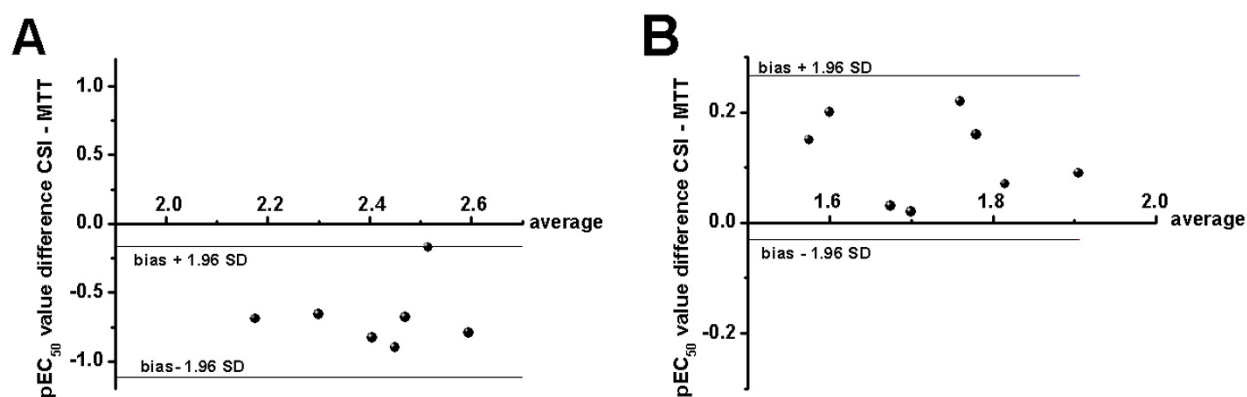 A
pEC50 value difference CSI - MTT
1.0
0.5
0.0
-0.5
-1.0
2.0 2.2 2.4 2.6
average
bias + 1.96 SD
bias- 1.96 SD
B
pEC50 value difference CSI - MTT
0.2
0.0
-0.2
1.6 1.8 2.0
average
bias + 1.96 SD
bias - 1.96 SD